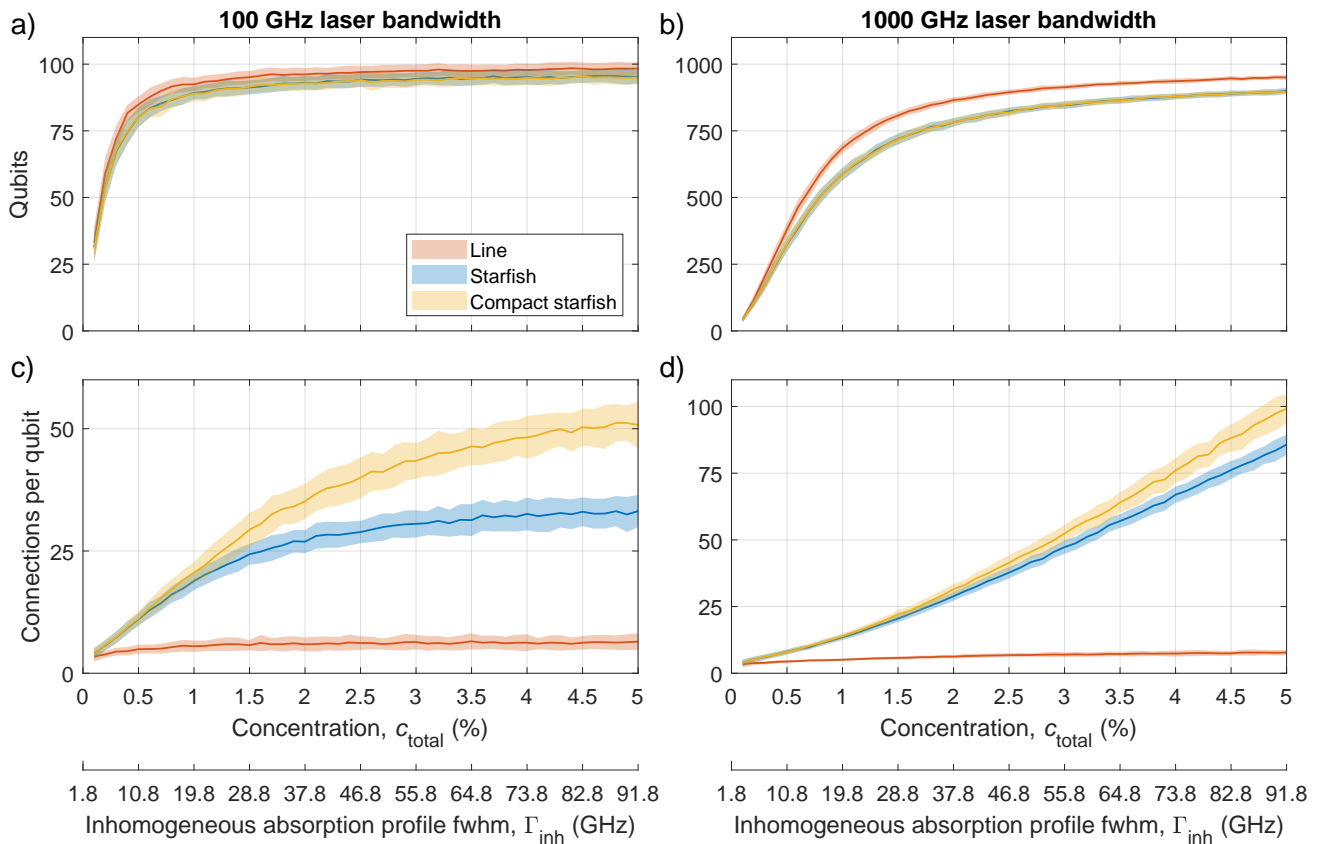 100 GHz laser bandwidth
1000 GHz laser bandwidth
a)
b)
Qubits
100
75
50
25
0
1000
750
500
250
0
Line
Starfish
Compact starfish
c)
d)
Connections per qubit
50
25
0
100
75
50
25
0
0 0.5 1 1.5 2 2.5 3 3.5 4 4.5 5
0 0.5 1 1.5 2 2.5 3 3.5 4 4.5 5
Concentration, c_total (%)
Concentration, c_total (%)
1.8 10.8 19.8 28.8 37.8 46.8 55.8 64.8 73.8 82.8 91.8
1.8 10.8 19.8 28.8 37.8 46.8 55.8 64.8 73.8 82.8 91.8
Inhomogeneous absorption profile fwhm, Γ_inh (GHz)
Inhomogeneous absorption profile fwhm, Γ_inh (GHz)